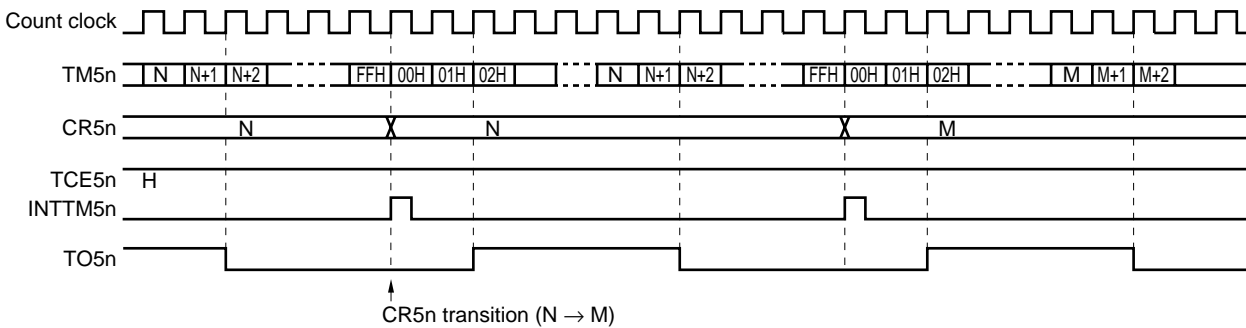 Count clock
TM5n N N+1 N+2 FFH 00H 01H 02H N N+1 N+2 FFH 00H 01H 02H M M+1 M+2
CR5n N N M
TCE5n H
INTTM5n
TO5n
CR5n transition (N → M)